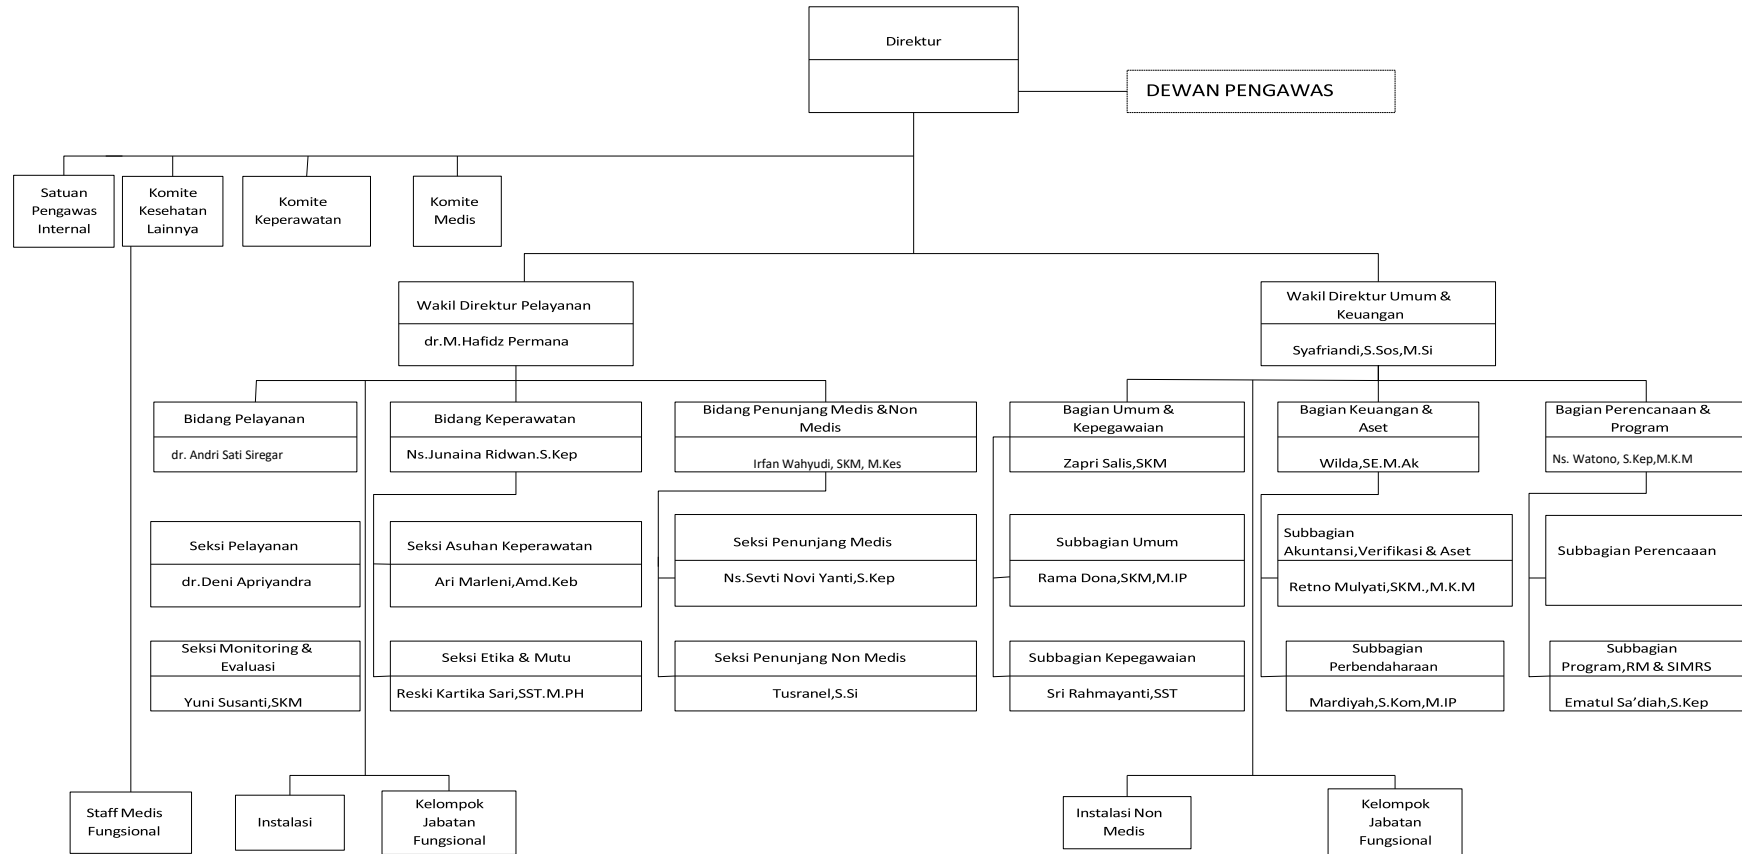 Direktur
DEWAN PENGAWAS
Satuan
Pengawas
Internal
Komite
Kesehatan
Lainnya
Komite
Keperawatan
Komite
Medis
Wakil Direktur Pelayanan
dr.M.Hafidz Permana
Wakil Direktur Umum &
Keuangan
Syafriandi,S.Sos,M.Si
Bidang Pelayanan
dr. Andri Sati Siregar
Bidang Keperawatan
Ns.Junaina Ridwan.S.Kep
Bidang Penunjang Medis &Non
Medis
Irfan Wahyudi, SKM, M.Kes
Bagian Umum &
Kepegawaian
Zapri Salis,SKM
Bagian Keuangan &
Aset
Wilda,SE.M.Ak
Bagian Perencanaan &
Program
Ns. Watono, S.Kep,M.K.M
Seksi Pelayanan
dr.Deni Apriyandra
Seksi Asuhan Keperawatan
Ari Marleni,Amd.Keb
Seksi Penunjang Medis
Ns.Sevti Novi Yanti,S.Kep
Subbagian Umum
Rama Dona,SKM,M.IP
Subbagian
Akuntansi,Verifikasi & Aset
Retno Mulyati,SKM.,M.K.M
Subbagian Perencaaan
Seksi Monitoring &
Evaluasi
Yuni Susanti,SKM
Seksi Etika & Mutu
Reski Kartika Sari,SST.M.PH
Seksi Penunjang Non Medis
Tusranel,S.Si
Subbagian Kepegawaian
Sri Rahmayanti,SST
Subbagian
Perbendaharaan
Mardiyah,S.Kom,M.IP
Subbagian
Program,RM & SIMRS
Ematul Sa’diah,S.Kep
Staff Medis
Fungsional
Instalasi
Kelompok
Jabatan
Fungsional
Instalasi Non
Medis
Kelompok
Jabatan
Fungsional